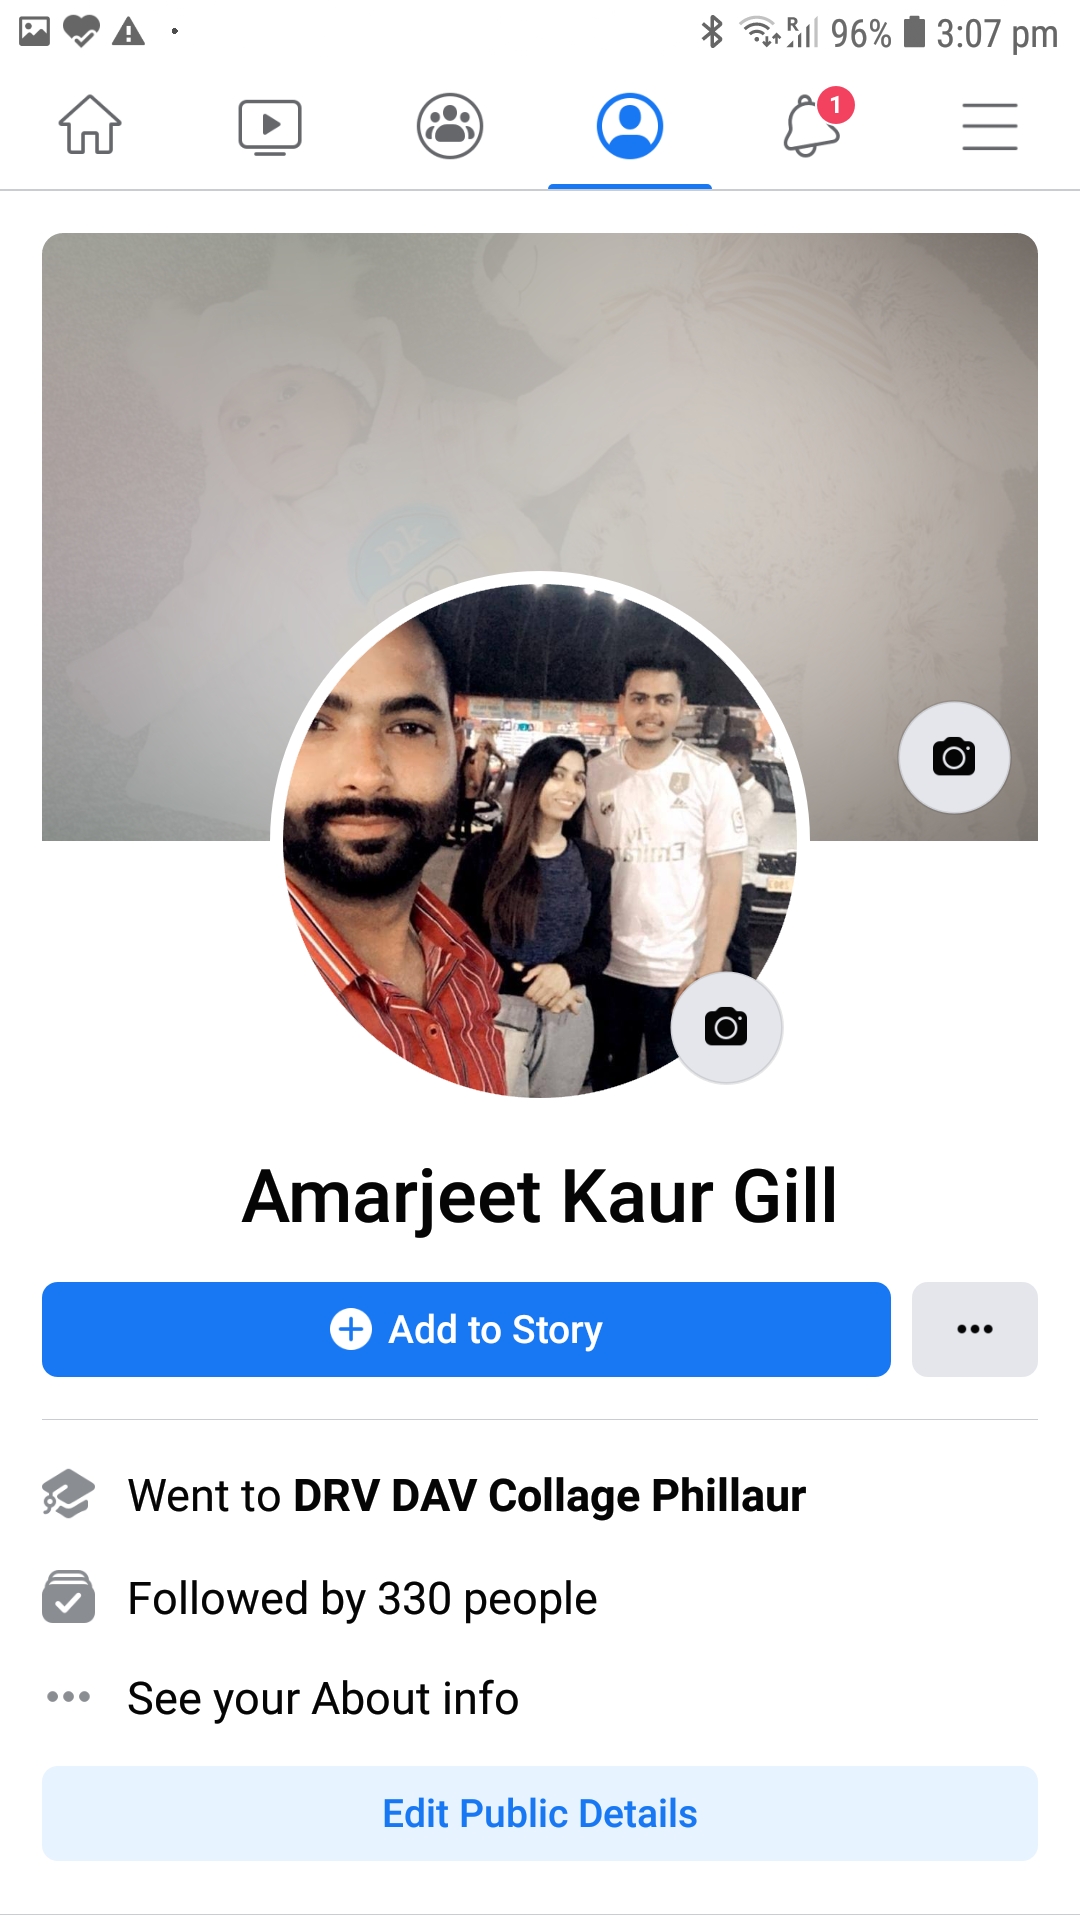 96% 3:07 pm
1
pk
Amarjeet Kaur Gill
Add to Story
Went to DRV DAV Collage Phillaur
Followed by 330 people
See your About info
Edit Public Details